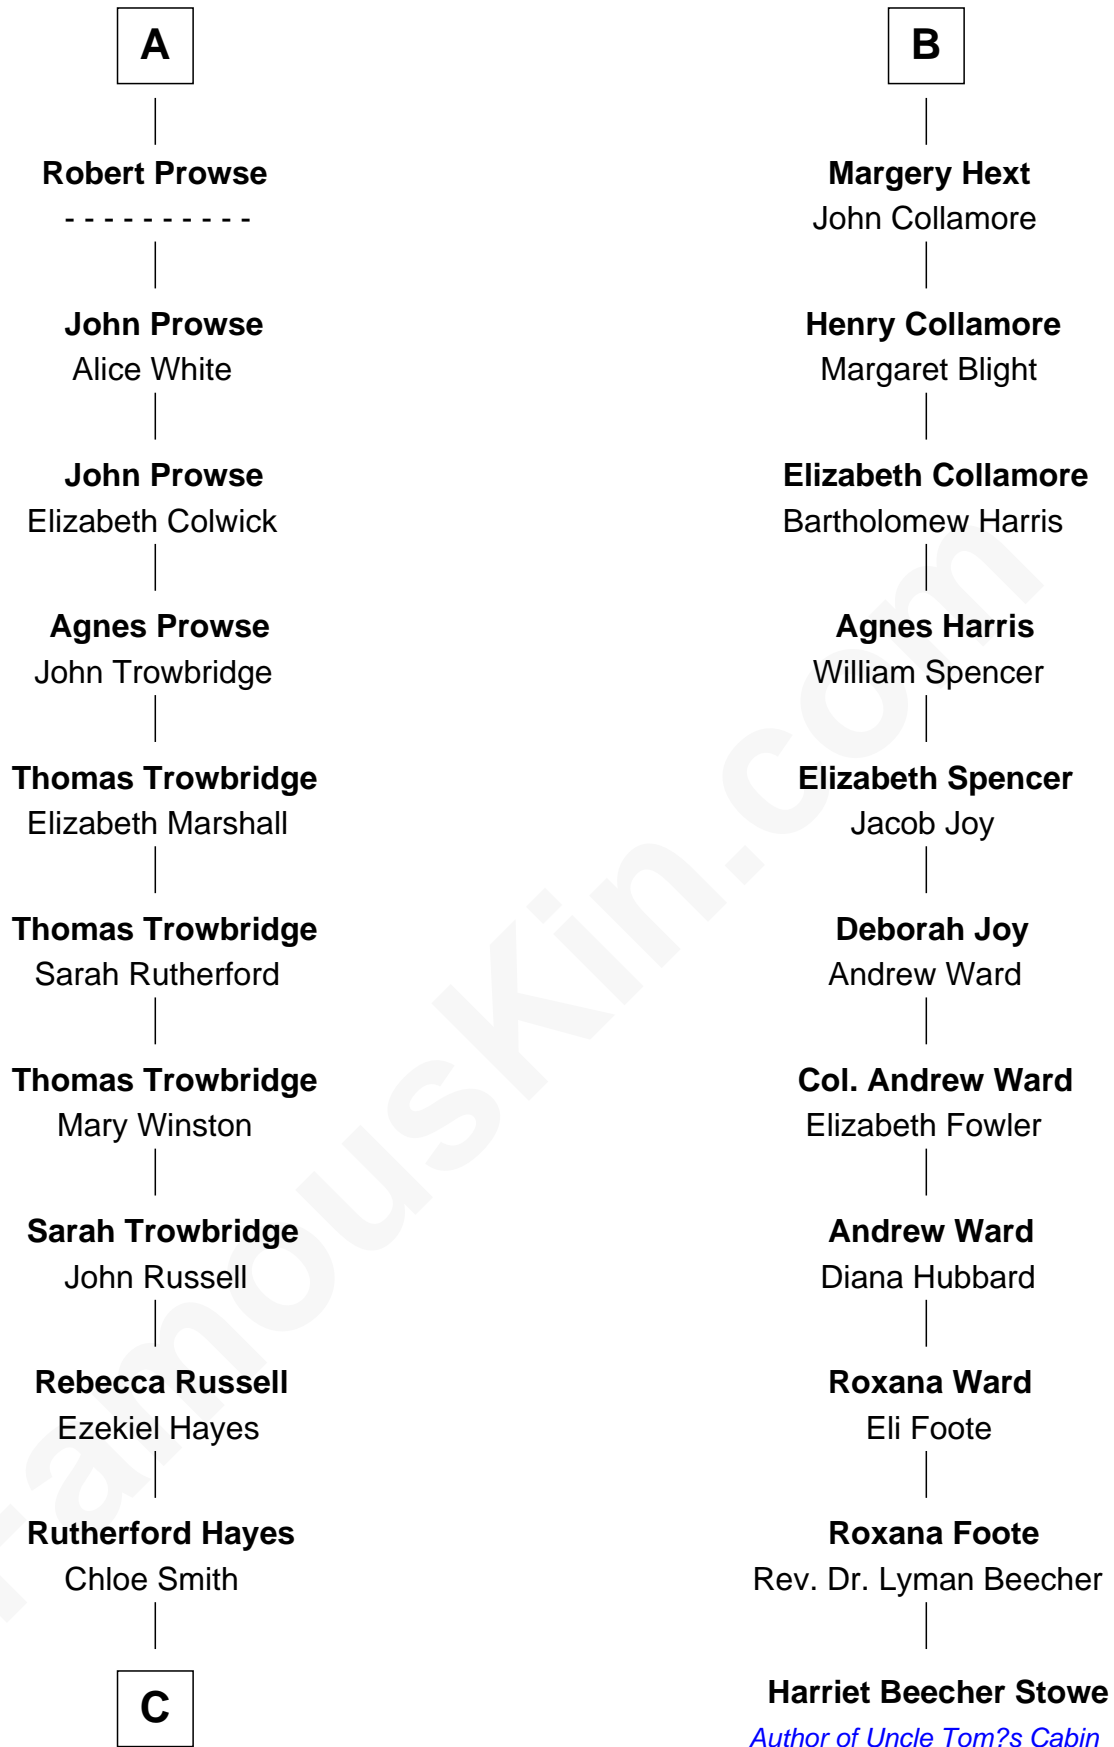 A
Robert Prowse
- - - - - - - - - -
John Prowse
Alice White
John Prowse
Elizabeth Colwick
Agnes Prowse
John Trowbridge
Thomas Trowbridge
Elizabeth Marshall
Thomas Trowbridge
Sarah Rutherford
Thomas Trowbridge
Mary Winston
Sarah Trowbridge
John Russell
Rebecca Russell
Ezekiel Hayes
Rutherford Hayes
Chloe Smith
C
B
Margery Hext
John Collamore
Henry Collamore
Margaret Blight
Elizabeth Collamore
Bartholomew Harris
Agnes Harris
William Spencer
Elizabeth Spencer
Jacob Joy
Deborah Joy
Andrew Ward
Col. Andrew Ward
Elizabeth Fowler
Andrew Ward
Diana Hubbard
Roxana Ward
Eli Foote
Roxana Foote
Rev. Dr. Lyman Beecher
Harriet Beecher Stowe
Author of Uncle Tom?s Cabin
FamousKin.com